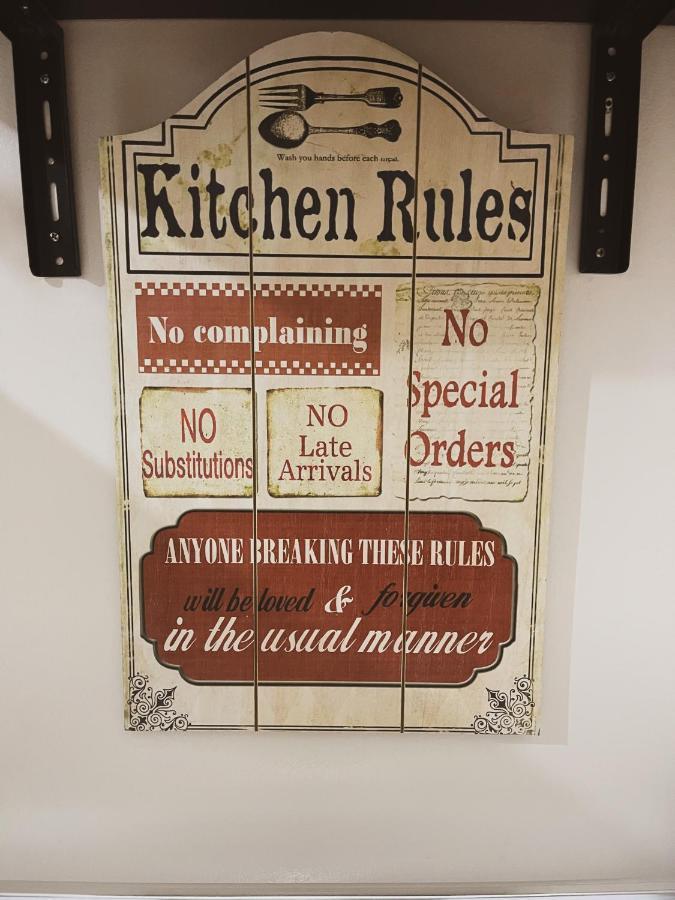 Wash you hands before each
Kitchen Rules
No complaining
NO
Substitutions
NO
Late
Arrivals
No
Special
Orders
ANYONE BREAKING THESE RULES
will be loved & forgiven
in the usual manner